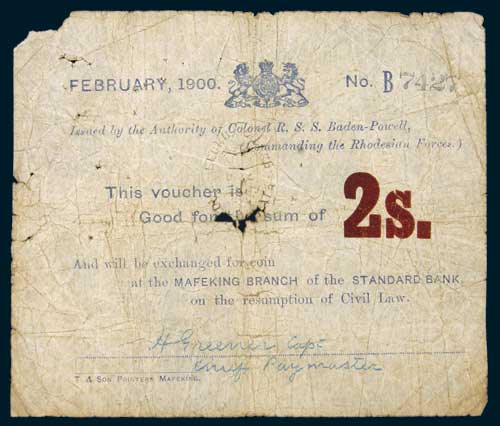 FEBRUARY, 1900. No. B 7427
Issued by the Authority of Colonel R. S. S. Baden-Powell,
(Commanding the Rhodesian Forces.)
This voucher is
Good for sum of 2s.
And will be exchanged for coin
at the MAFEKING BRANCH of the STANDARD BANK,
on the resumption of Civil Law.
H Greener Capt
Chief Paymaster
T & SON PRINTERS MAFEKING.